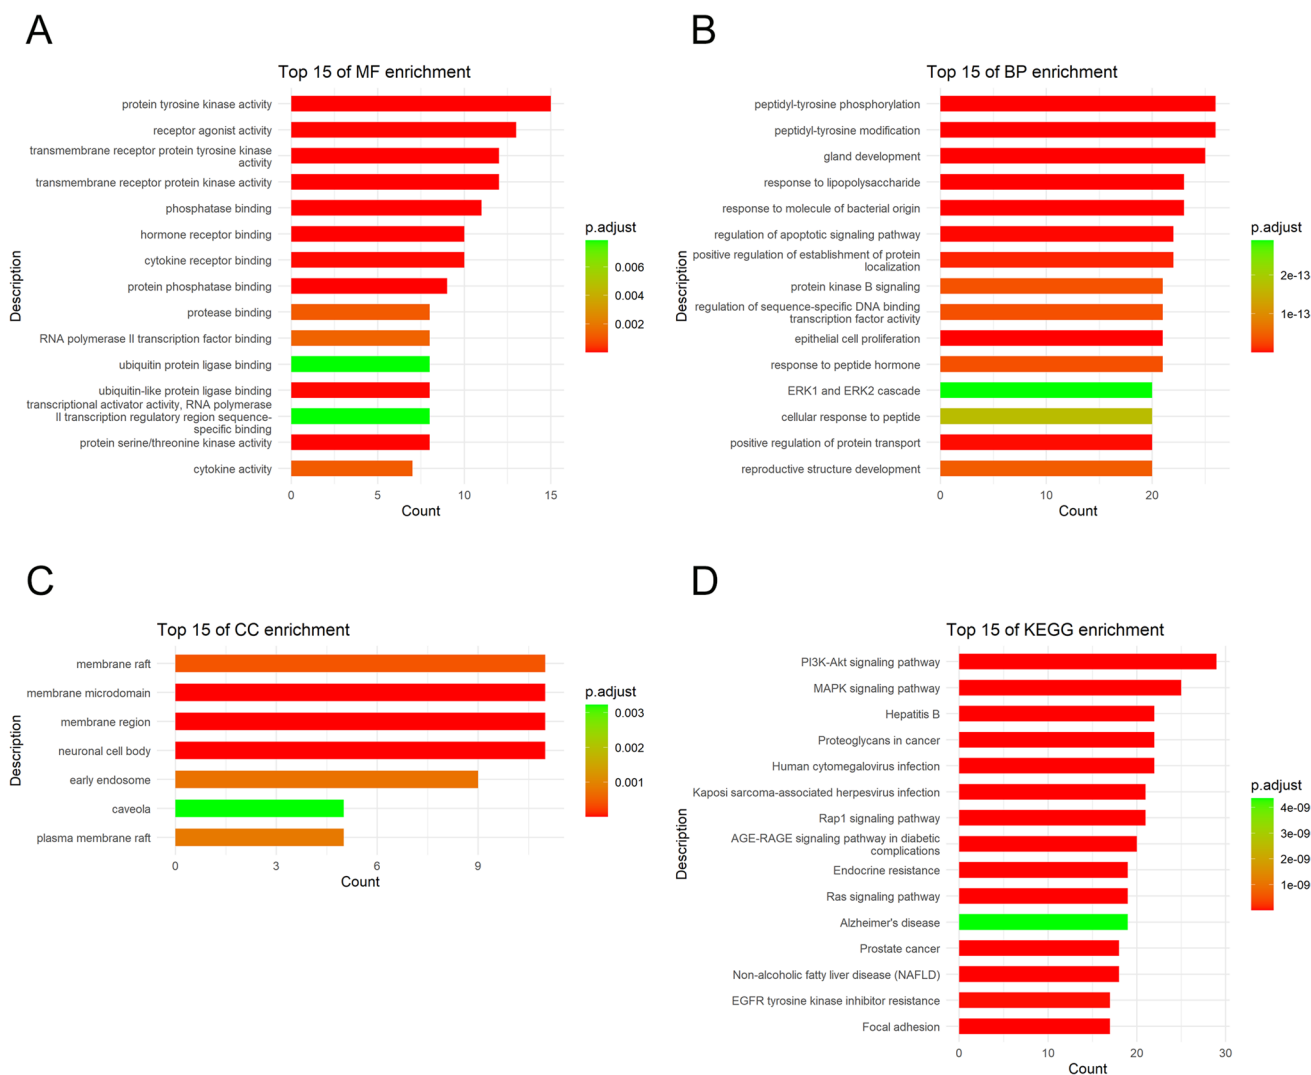 A
Top 15 of MF enrichment
Description
protein tyrosine kinase activity
receptor agonist activity
transmembrane receptor protein tyrosine kinase
activity
transmembrane receptor protein kinase activity
phosphatase binding
hormone receptor binding
cytokine receptor binding
protein phosphatase binding
protease binding
RNA polymerase II transcription factor binding
ubiquitin protein ligase binding
ubiquitin-like protein ligase binding
transcriptional activator activity, RNA polymerase
II transcription regulatory region sequence-
specific binding
protein serine/threonine kinase activity
cytokine activity
0 5 10 15
Count
p.adjust
0.006
0.004
0.002
B
Top 15 of BP enrichment
Description
peptidyl-tyrosine phosphorylation
peptidyl-tyrosine modification
gland development
response to lipopolysaccharide
response to molecule of bacterial origin
regulation of apoptotic signaling pathway
positive regulation of establishment of protein
localization
protein kinase B signaling
regulation of sequence-specific DNA binding
transcription factor activity
epithelial cell proliferation
response to peptide hormone
ERK1 and ERK2 cascade
cellular response to peptide
positive regulation of protein transport
reproductive structure development
0 10 20
Count
p.adjust
2e-13
1e-13
C
Top 15 of CC enrichment
Description
membrane raft
membrane microdomain
membrane region
neuronal cell body
early endosome
caveola
plasma membrane raft
0 3 6 9
Count
p.adjust
0.003
0.002
0.001
D
Top 15 of KEGG enrichment
Description
PI3K-Akt signaling pathway
MAPK signaling pathway
Hepatitis B
Proteoglycans in cancer
Human cytomegalovirus infection
Kaposi sarcoma-associated herpesvirus infection
Rap1 signaling pathway
AGE-RAGE signaling pathway in diabetic
complications
Endocrine resistance
Ras signaling pathway
Alzheimer's disease
Prostate cancer
Non-alcoholic fatty liver disease (NAFLD)
EGFR tyrosine kinase inhibitor resistance
Focal adhesion
0 10 20 30
Count
p.adjust
4e-09
3e-09
2e-09
1e-09